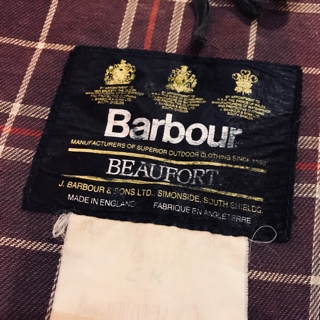 Barbour
MANUFACTURERS OF SUPERIOR OUTDOOR CLOTHING SINCE
BEAUFORT
J. BARBOUR & SONS LTD. SIMONSIDE, SOUTH SHIELDS
MADE IN ENGLAND FABRIQUE EN ANGLETERRE